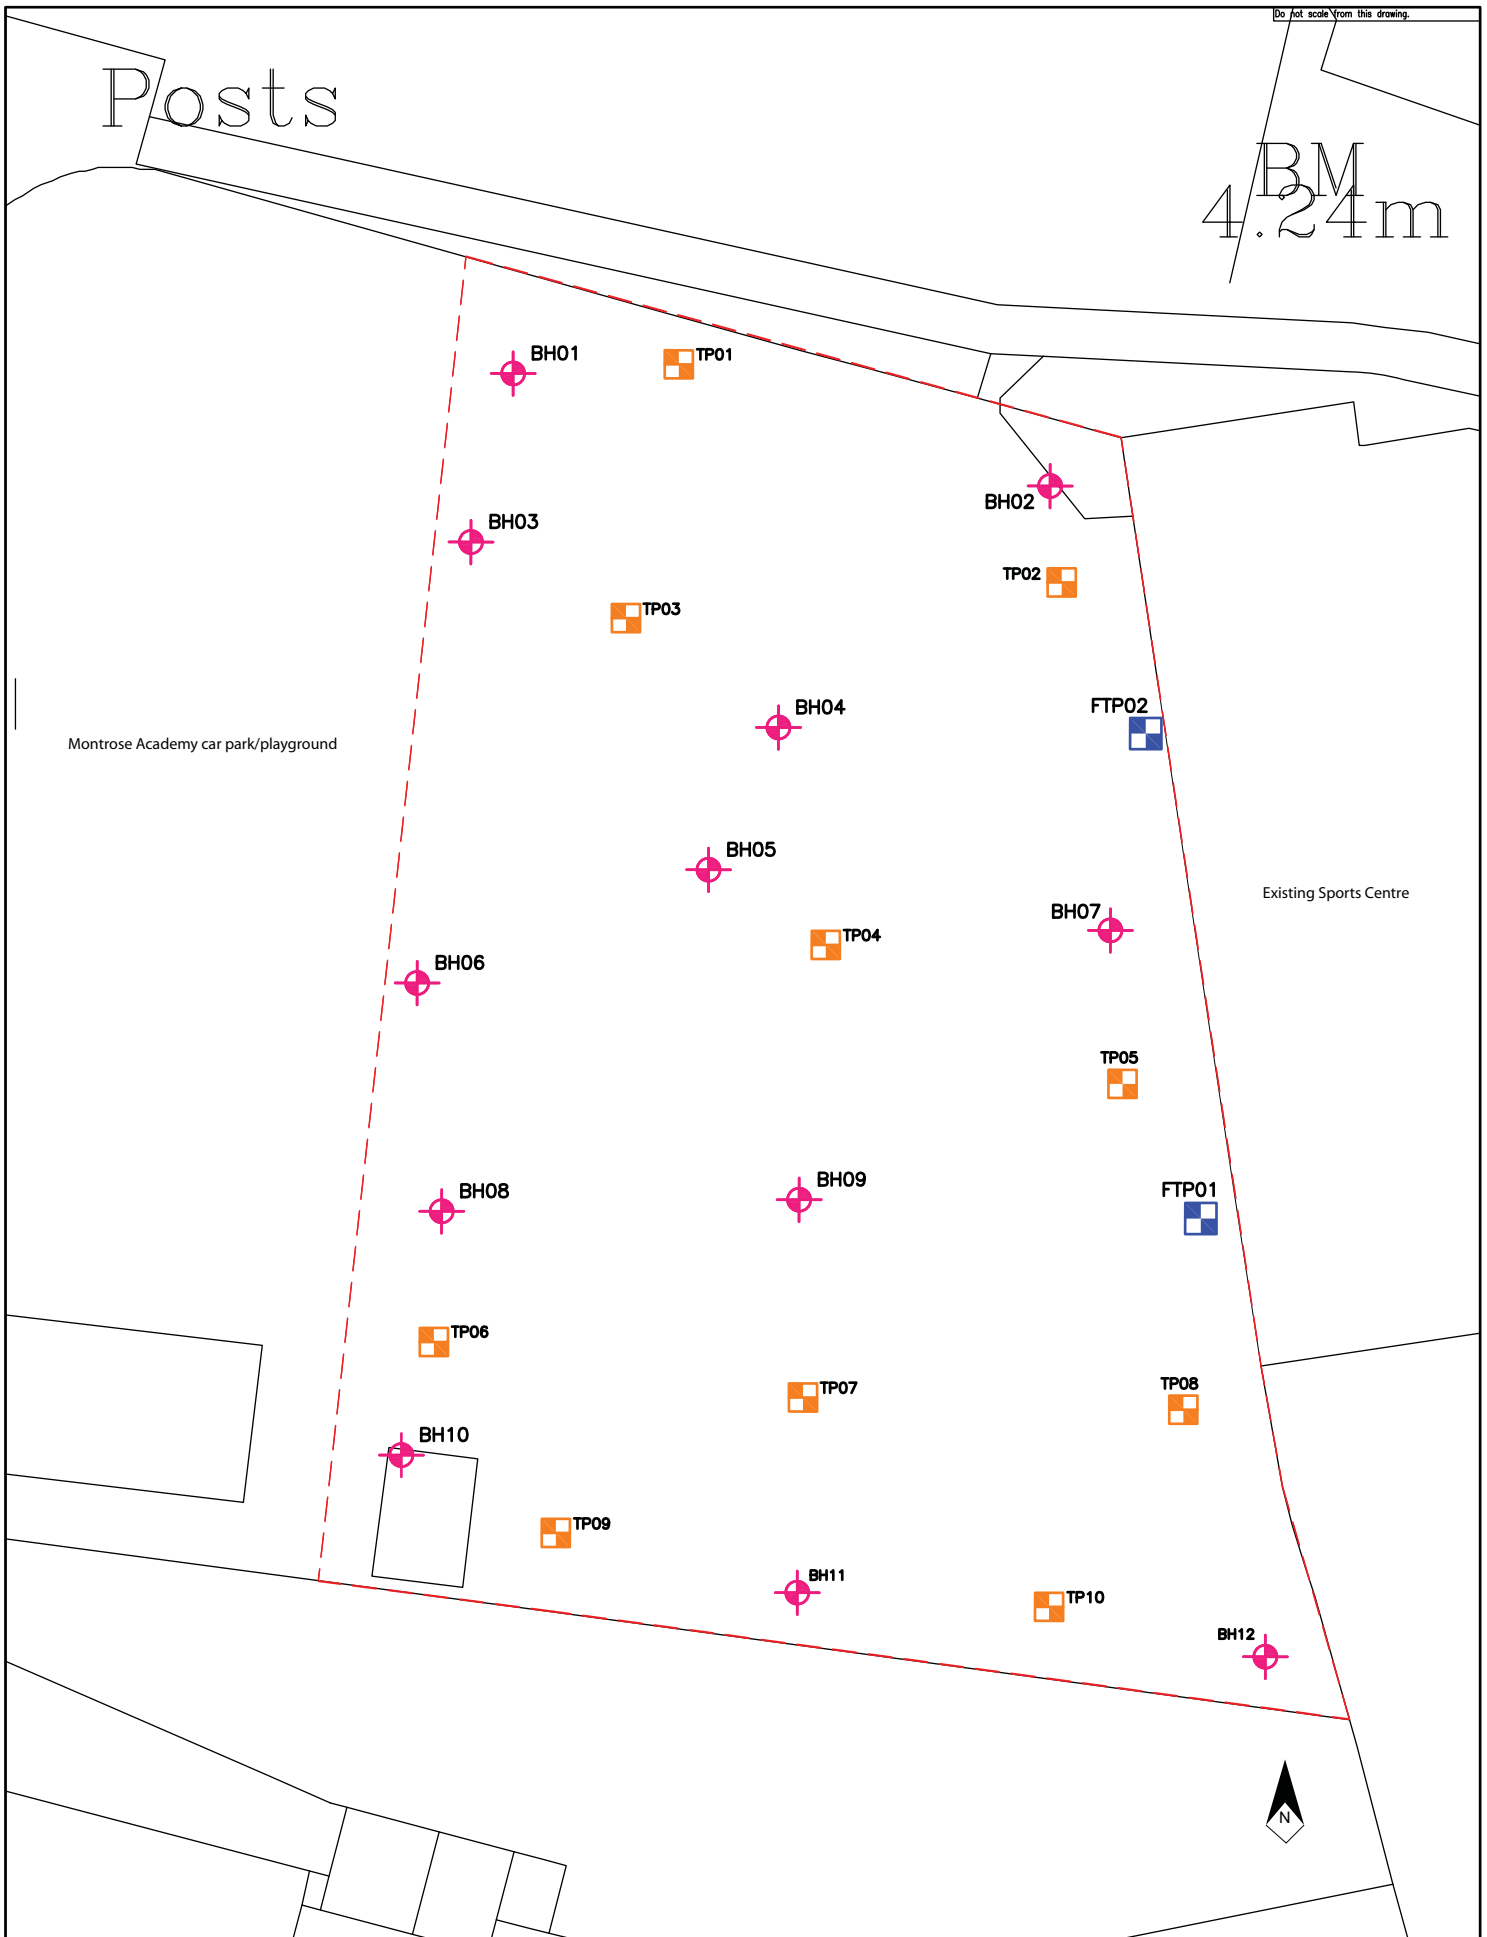 Do not scale from this drawing.
Posts
BM
4.24m
BH01
TP01
BH02
BH03
TP02
TP03
FTP02
BH04
Montrose Academy car park/playground
BH05
Existing Sports Centre
BH07
TP04
BH06
TP05
BH09
FTP01
BH08
TP06
TP08
TP07
BH10
TP09
BH11
TP10
BH12
N